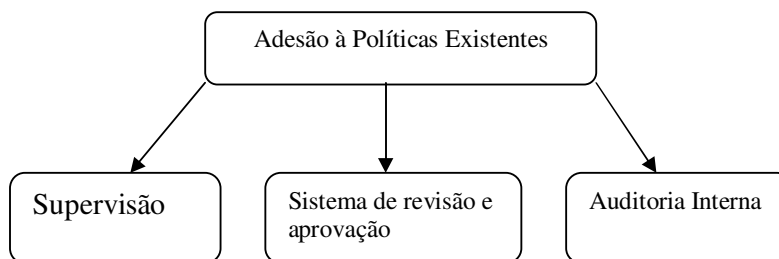 Adesão à Políticas Existentes
Supervisão
Sistema de revisão e
aprovação
Auditoria Interna